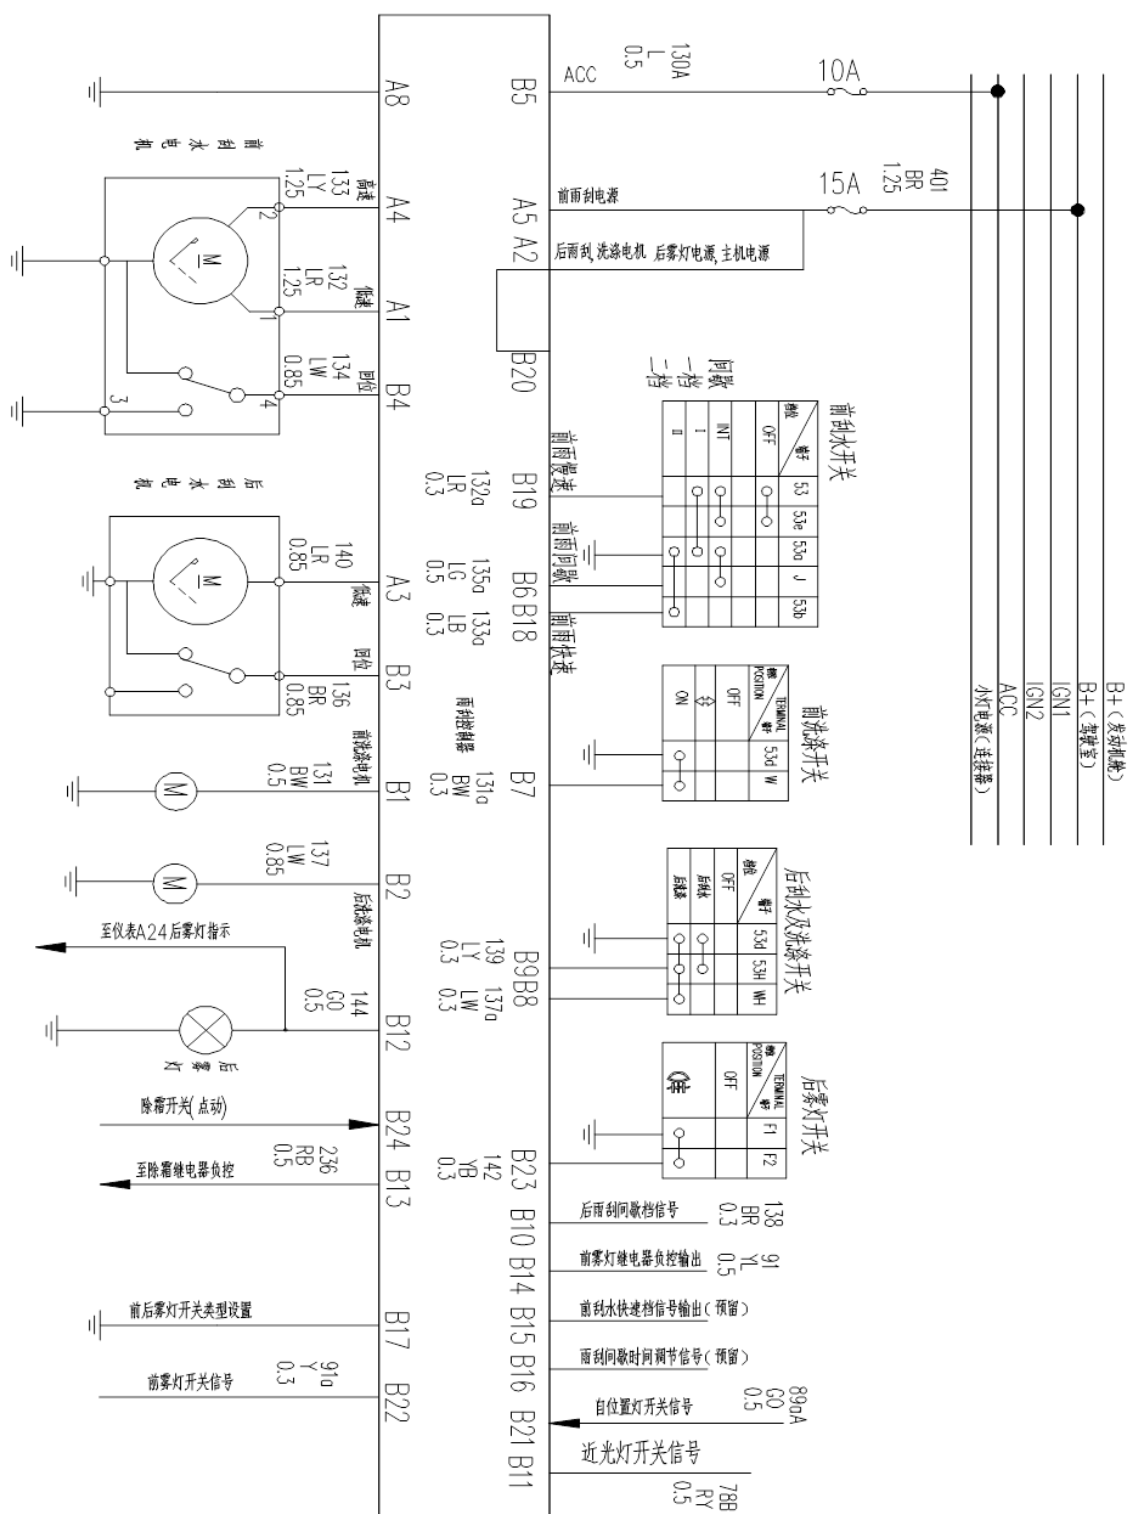 130A
L
0.5
ACC
10A
B5
A8
401
BR
1.25
15A
前雨刮电源
A5
A2
后雨刮,洗涤电机 后雾灯电源,主机电源
B20
B+(发动机舱)
B+(驾驶室)
IGN1
IGN2
ACC
小灯电源(连接器)
前刮水电机
133
LY
1.25
高速
A4
2
M
132
LR
1.25
低速
A1
1
134
LW
0.85
回位
B4
3
4
间歇
一档
二档
前刮水开关
档位
端子
OFF
INT
I
II
53
53e
53a
J
53b
前雨慢速
B19
132a
LR
0.3
前雨间歇
B6
135a
LG
0.5
B18
133a
LB
0.3
前雨快速
后刮水电机
140
LR
0.85
低速
A3
M
136
BR
0.85
回位
B3
雨刮控制器
前洗涤开关
POSITION
TERMINAL
端子
OFF
ON
53d
W
B7
131a
BW
0.3
前洗涤电机
131
BW
0.5
B1
M
137
LW
0.85
B2
M
后洗涤电机
后刮水及洗涤开关
档位
端子
OFF
后刮水
后洗涤
53d
53H
WH
B9
139
LY
0.3
B8
137a
LW
0.3
至仪表A24后雾灯指示
144
GO
0.5
B12
后雾灯
后雾灯开关
POSITION
TERMINAL
端子
OFF
F1
F2
B23
142
YB
0.3
除霜开关(点动)
B24
至除霜继电器负控
236
RB
0.5
B13
B10
后雨刮间歇档信号
138
BR
0.3
B14
前雾灯继电器负控输出
91
YL
0.5
B15
前刮水快速档信号输出(预留)
B16
雨刮间歇时间调节信号(预留)
B21
自位置灯开关信号
89aA
GO
0.5
B11
近光灯开关信号
78B
RY
0.5
前后雾灯开关类型设置
B17
前雾灯开关信号
91a
Y
0.3
B22